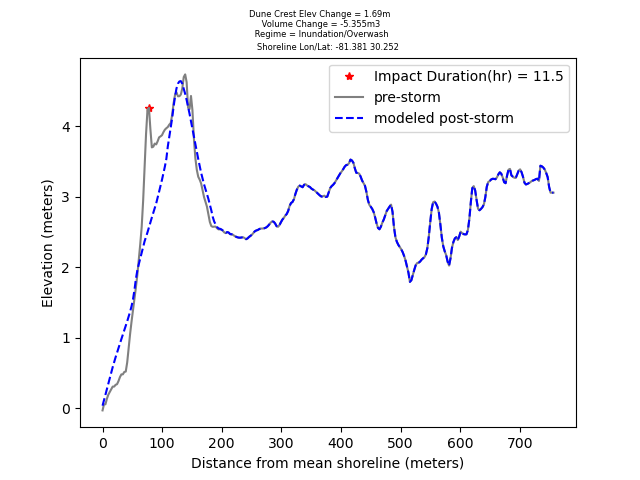 Dune Crest Elev Change = 1.69m
Volume Change = -5.355m3
Regime = Inundation/Overwash
Shoreline Lon/Lat: -81.381 30.252
Impact Duration(hr) = 11.5
pre-storm
modeled post-storm
Elevation (meters)
4
3
2
1
0
0 100 200 300 400 500 600 700
Distance from mean shoreline (meters)